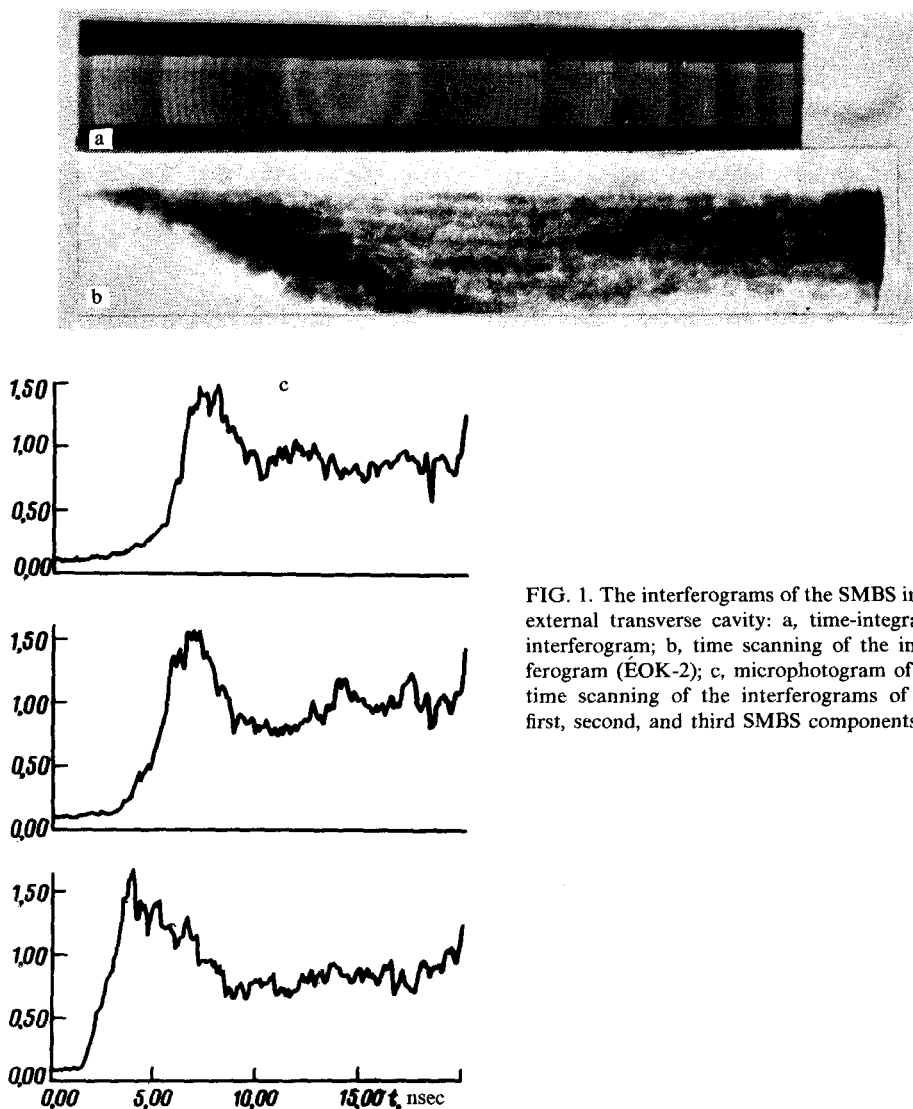 a
b
c
1,50
1,00
0,50
0,00
FIG. 1. The interferograms of the SMBS in
external transverse cavity: a, time-integra
interferogram; b, time scanning of the in
ferogram (ÉOK-2); c, microphotogram of
time scanning of the interferograms of
first, second, and third SMBS components
1,50
1,00
0,50
0,00
1,50
1,00
0,50
0,00
0,00 5,00 10,00 15,00 t, nsec